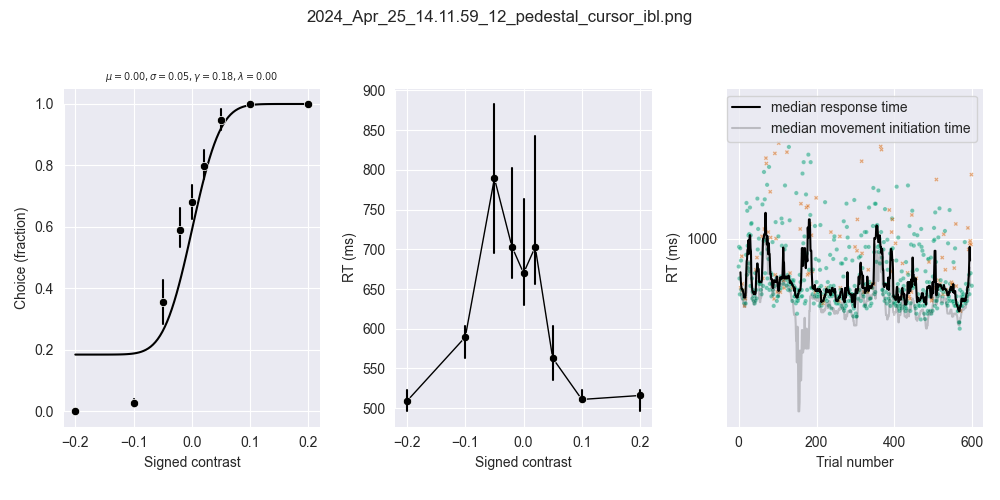 2024_Apr_25_14.11.59_12_pedestal_cursor_ibl.png
μ = 0.00, σ = 0.05, γ = 0.18, λ = 0.00
1.0
0.8
0.6
0.4
0.2
0.0
Choice (fraction)
−0.2 −0.1 0.0 0.1 0.2
Signed contrast
900
850
800
750
700
650
600
550
500
RT (ms)
−0.2 −0.1 0.0 0.1 0.2
Signed contrast
median response time
median movement initiation time
1000
RT (ms)
0 200 400 600
Trial number